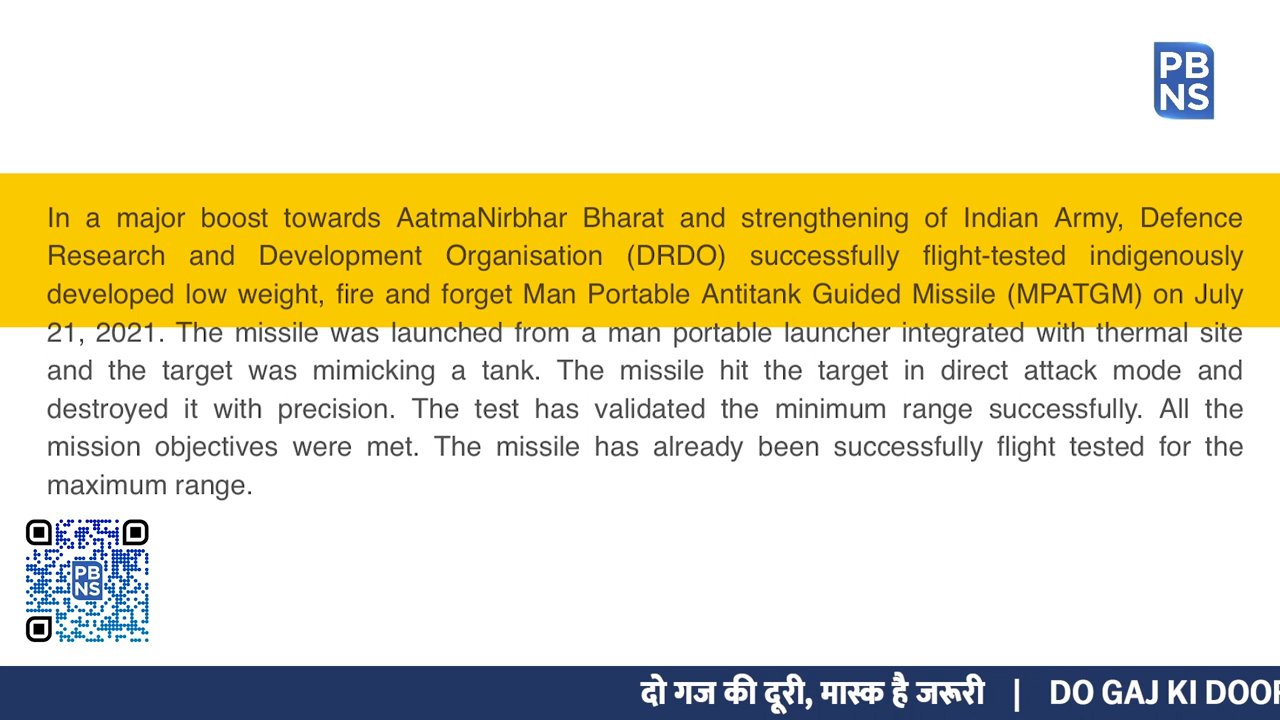 PB
NS
In a major boost towards AatmaNirbhar Bharat and strengthening of Indian Army, Defence
Research and Development Organisation (DRDO) successfully flight-tested indigenously
developed low weight, fire and forget Man Portable Antitank Guided Missile (MPATGM) on July
21, 2021. The missile was launched from a man portable launcher integrated with thermal site
and the target was mimicking a tank. The missile hit the target in direct attack mode and
destroyed it with precision. The test has validated the minimum range successfully. All the
mission objectives were met. The missile has already been successfully flight tested for the
maximum range.
PB
NS
दो गज की दूरी, मास्क है जरूरी | DO GAJ KI